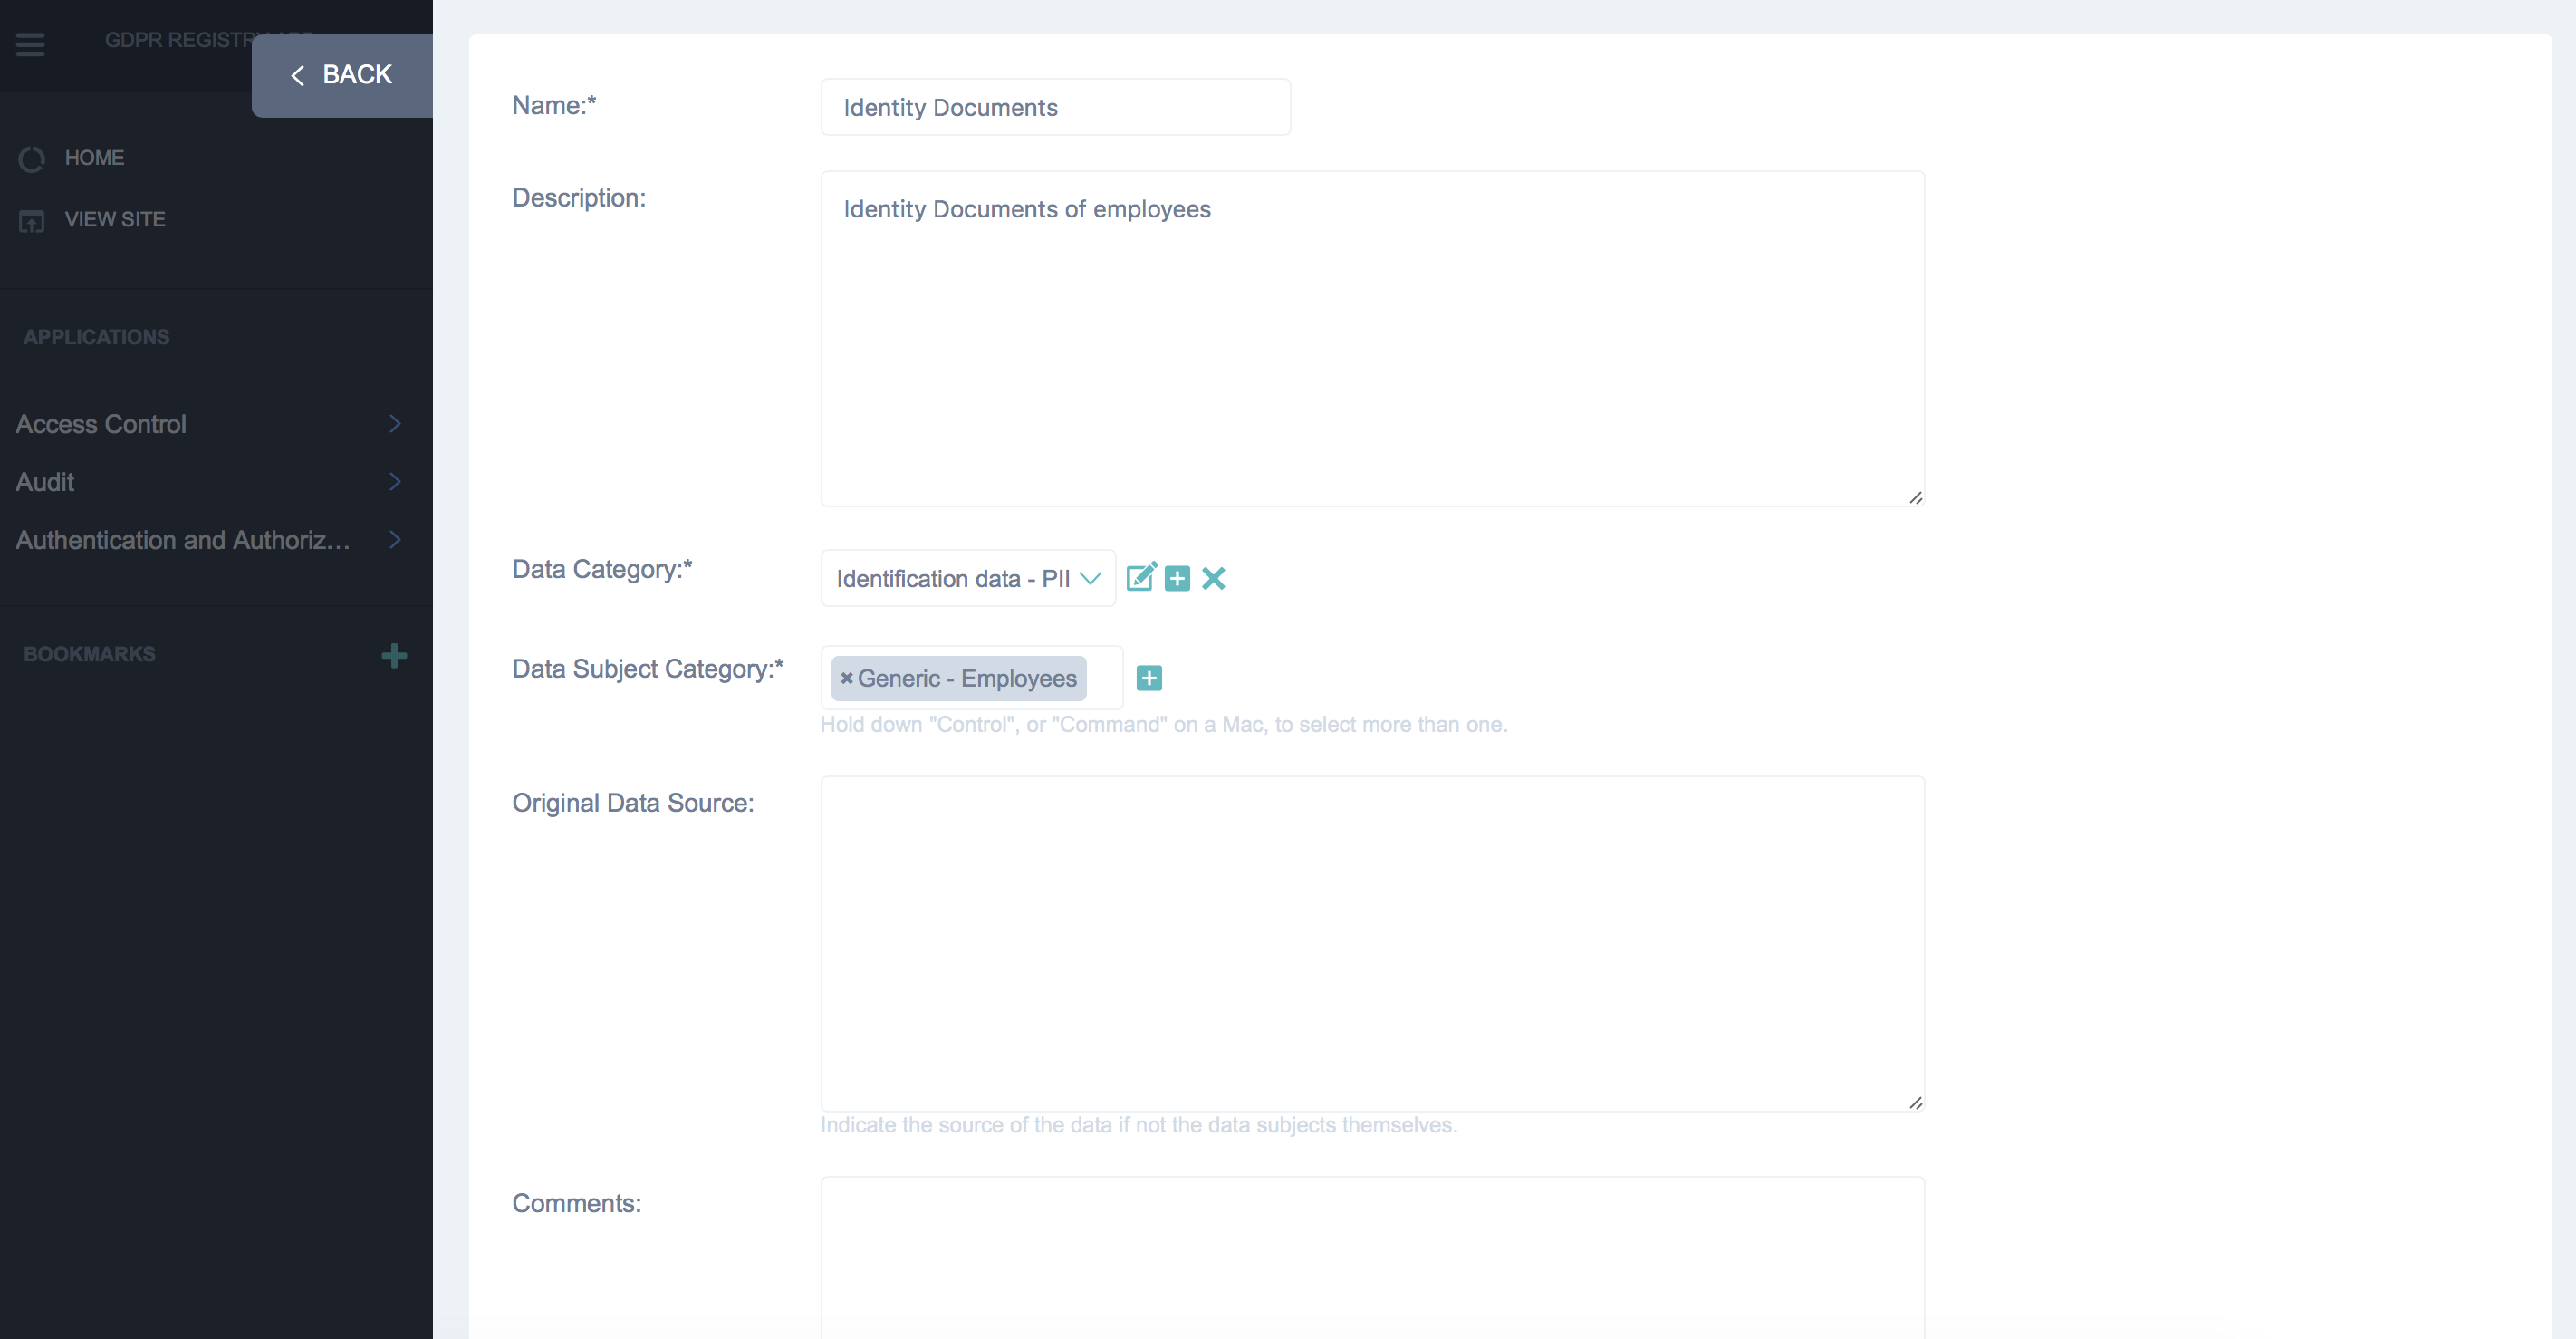 GDPR REGISTRY APP
BACK
HOME
VIEW SITE
APPLICATIONS
Access Control
Audit
Authentication and Authoriz...
BOOKMARKS
Name:*
Identity Documents
Description:
Identity Documents of employees
Data Category:*
Identification data - PII
Data Subject Category:*
Generic - Employees
Hold down "Control", or "Command" on a Mac, to select more than one.
Original Data Source:
Indicate the source of the data if not the data subjects themselves.
Comments: